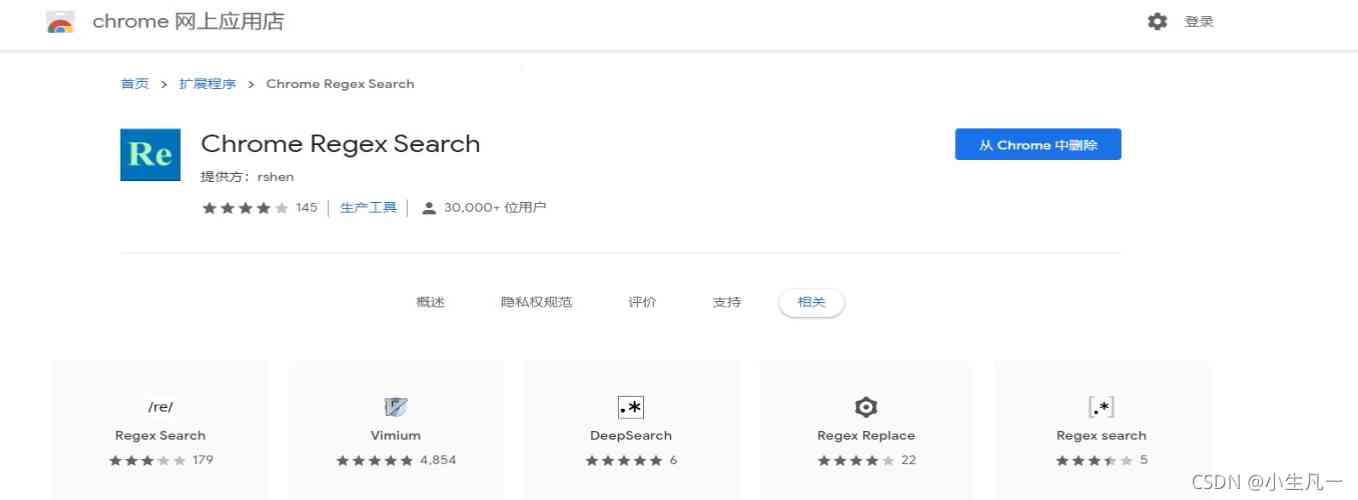 chrome 网上应用店 登录
首页 > 扩展程序 > Chrome Regex Search
Re
Chrome Regex Search
从 Chrome 中删除
提供方：rshen
145 | 生产工具 | 30,000+ 位用户
概述 隐私权规范 评价 支持 相关
/re/ .* [.*]
Regex Search Vimium DeepSearch Regex Replace Regex search
179 4,854 6 22 5
CSDN @小生凡一